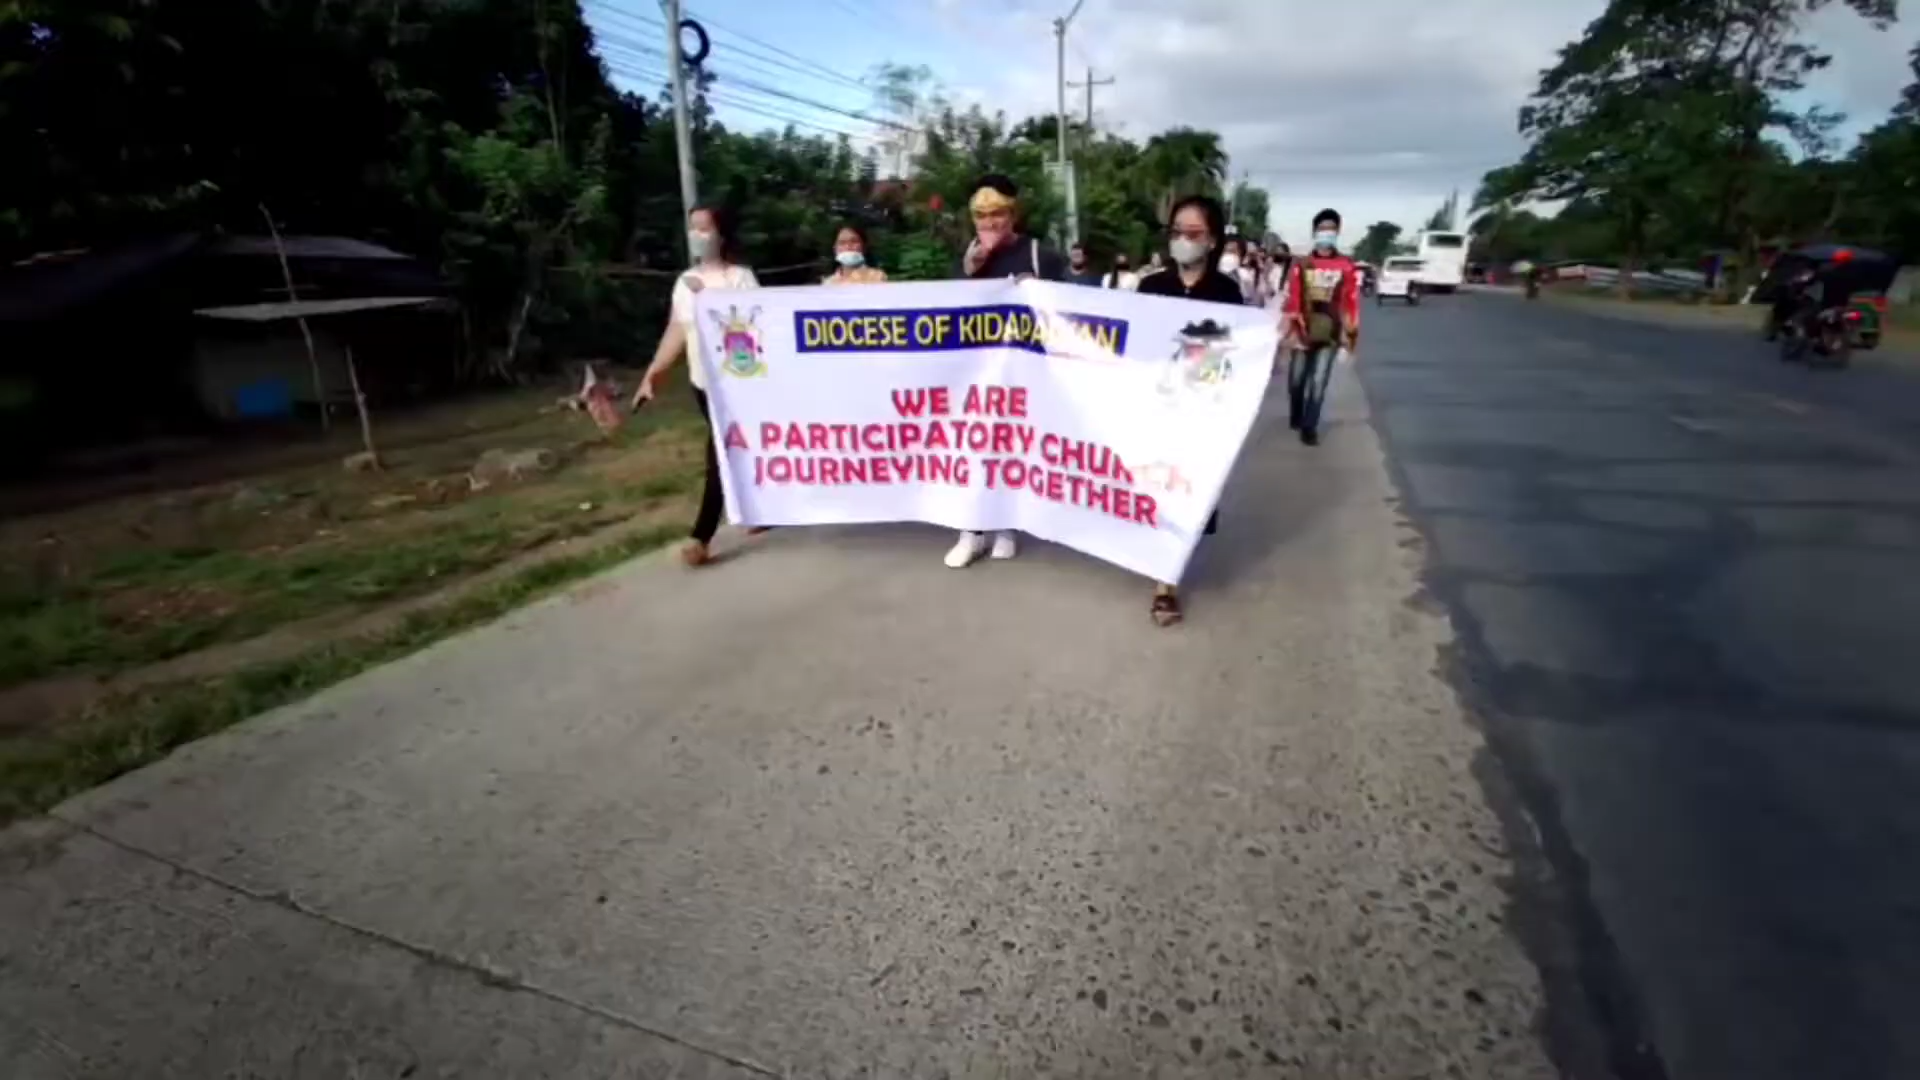 DIOCESE OF KIDAPAWAN
WE ARE
A PARTICIPATORY CHURCH
JOURNEYING TOGETHER